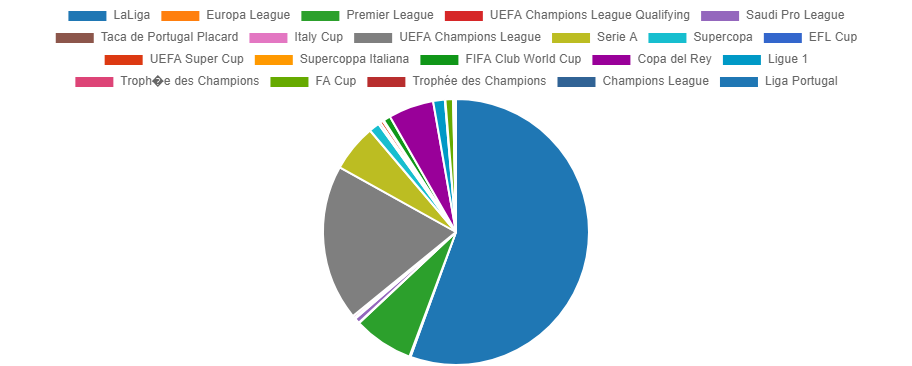 LaLiga Europa League Premier League UEFA Champions League Qualifying Saudi Pro League
Taca de Portugal Placard Italy Cup UEFA Champions League Serie A Supercopa EFL Cup
UEFA Super Cup Supercoppa Italiana FIFA Club World Cup Copa del Rey Ligue 1
Troph�e des Champions FA Cup Trophée des Champions Champions League Liga Portugal